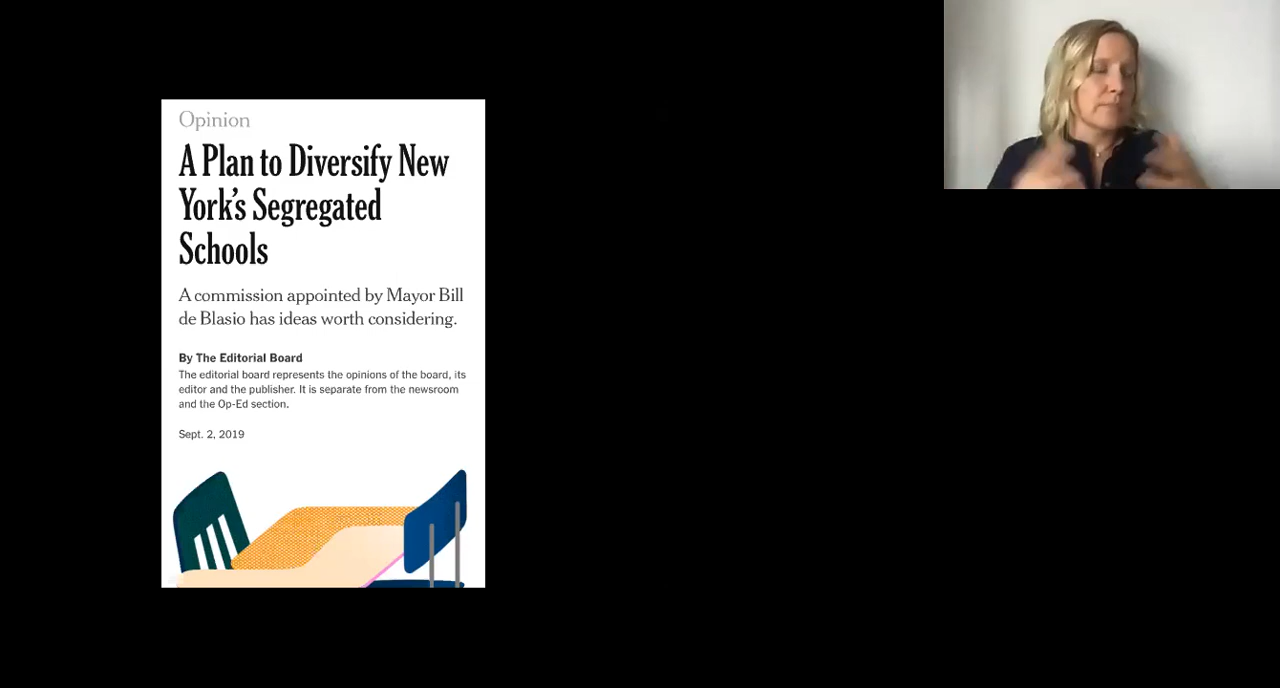 Opinion
A Plan to Diversify New
York's Segregated
Schools
A commission appointed by Mayor Bill
de Blasio has ideas worth considering.
By The Editorial Board
The editorial board represents the opinions of the board, its
editor and the publisher. It is separate from the newsroom
and the Op-Ed section.
Sept. 2, 2019